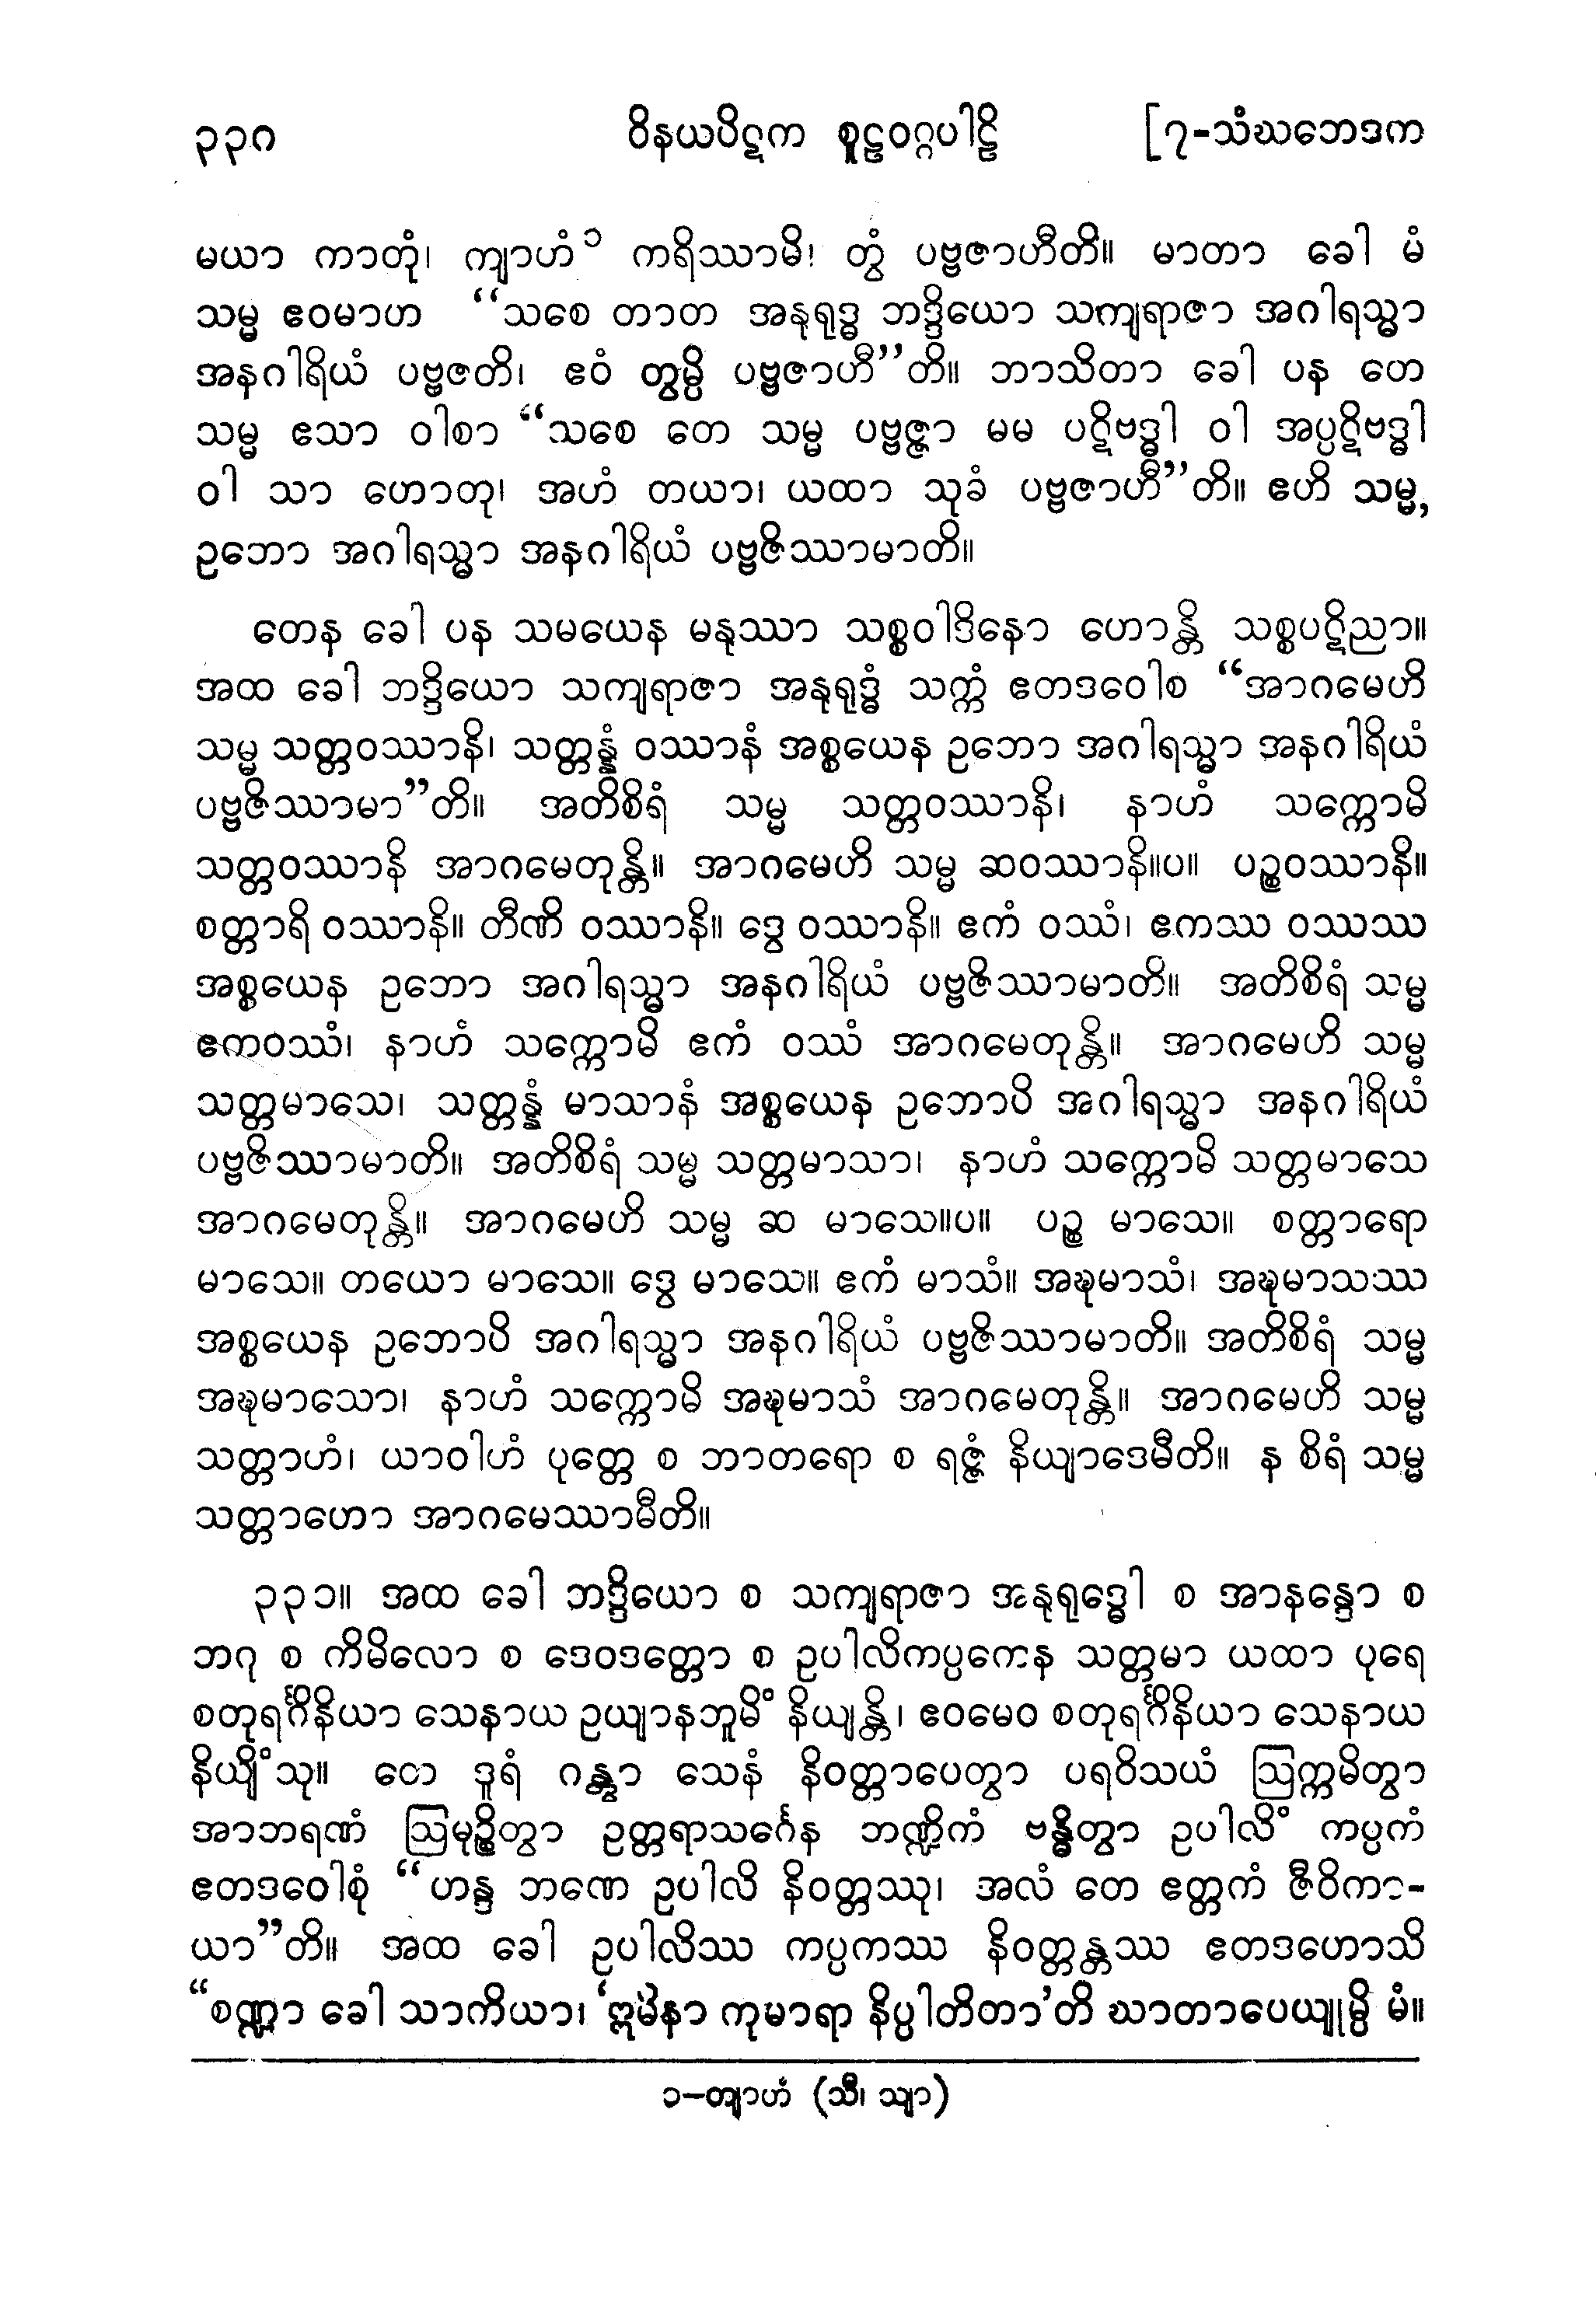 ၃၃ဂ ဝိနယပိဋက စူဠဝဂ္ဂပါဠိ [၇-သံဃဘေဒက
မယာ ကာတုံ၊ ကျာဟံ ၁ ကရိဿာမိ၊ တွံ ပဗ္ဗဇာဟီတိ။ မာတာ ခေါ မံ
သမ္မ ဧဝမာဟ “သစေ တာတ အနုရုဒ္ဓ ဘဒ္ဒိယော သကျရာဇာ အဂါရသ္မာ
အနဂါရိယံ ပဗ္ဗဇတိ၊ ဧဝံ တွမ္ပိ ပဗ္ဗဇာဟီ”တိ။ ဘာသိတာ ခေါ ပန တေ
သမ္မ ဧသာ ဝါစာ “သစေ တေ သမ္မ ပဗ္ဗဇ္ဇာ မမ ပဋိဗဒ္ဓါ ဝါ အပ္ပဋိဗဒ္ဓါ
ဝါ သာ ဟောတု၊ အဟံ တယာ၊ ယထာ သုခံ ပဗ္ဗဇာဟီ”တိ။ ဧဟိ သမ္မ,
ဥဘော အဂါရသ္မာ အနဂါရိယံ ပဗ္ဗဇိဿာမာတိ။
တေန ခေါ ပန သမယေန မနုဿာ သစ္စဝါဒိနော ဟောန္တိ သစ္စပဋိညာ။
အထ ခေါ ဘဒ္ဒိယော သကျရာဇာ အနုရုဒ္ဓံ သက္ကံ ဧတဒဝေါစ “အာဂမေဟိ
သမ္မ သတ္တဝဿာနိ၊ သတ္တန္နံ ဝဿာနံ အစ္စယေန ဥဘော အဂါရသ္မာ အနဂါရိယံ
ပဗ္ဗဇိဿာမာ”တိ။ အတိစိရံ သမ္မ သတ္တဝဿာနိ၊ နာဟံ သက္ကောမိ
သတ္တဝဿာနိ အာဂမေတုန္တိ။ အာဂမေဟိ သမ္မ ဆဝဿာနိ။ပ။ ပဉ္စဝဿာနိ။
စတ္တာရိ ဝဿာနိ။ တီဏိ ဝဿာနိ။ ဒွေ ဝဿာနိ။ ဧကံ ဝဿံ၊ ဧကဿ ဝဿဿ
အစ္စယေန ဥဘော အဂါရသ္မာ အနဂါရိယံ ပဗ္ဗဇိဿာမာတိ။ အတိစိရံ သမ္မ
ဧကဝဿံ၊ နာဟံ သက္ကောမိ ဧကံ ဝဿံ အာဂမေတုန္တိ။ အာဂမေဟိ သမ္မ
သတ္တမာသေ၊ သတ္တန္နံ မာသာနံ အစ္စယေန ဥဘောပိ အဂါရသ္မာ အနဂါရိယံ
ပဗ္ဗဇိဿာမာတိ။ အတိစိရံ သမ္မ သတ္တမာသာ၊ နာဟံ သက္ကောမိ သတ္တမာသေ
အာဂမေတုန္တိ။ အာဂမေဟိ သမ္မ ဆ မာသေ။ပ။ ပဉ္စ မာသေ။ စတ္တာရော
မာသေ။ တယော မာသေ။ ဒွေ မာသေ။ ဧကံ မာသံ။ အဍ္ဎမာသံ၊ အဍ္ဎမာသဿ
အစ္စယေန ဥဘောပိ အဂါရသ္မာ အနဂါရိယံ ပဗ္ဗဇိဿာမာတိ။ အတိစိရံ သမ္မ
အဍ္ဎမာသော၊ နာဟံ သက္ကောမိ အဍ္ဎမာသံ အာဂမေတုန္တိ။ အာဂမေဟိ သမ္မ
သတ္တာဟံ၊ ယာဝါဟံ ပုတ္တေ စ ဘာတရော စ ရဇ္ဇံ နိယျာဒေမီတိ။ န စိရံ သမ္မ
သတ္တာဟော အာဂမေဿာမီတိ။
၃၃၁။ အထ ခေါ ဘဒ္ဒိယော စ သကျရာဇာ အနုရုဒ္ဓေါ စ အာနန္ဒော စ
ဘဂု စ ကိမိလော စ ဒေဝဒတ္တော စ ဥပါလိကပ္ပကေန သတ္တမာ ယထာ ပုရေ
စတုရင်္ဂိနိယာ သေနာယ ဥယျာနဘူမိံ နိယျန္တိ၊ ဧဝမေဝ စတုရင်္ဂိနိယာ သေနာယ
နိယျိံသု။ တေ ဒူရံ ဂန္တွာ သေနံ နိဝတ္တာပေတွာ ပရဝိသယံ ဩက္ကမိတွာ
အာဘရဏံ ဩမုဉ္စိတွာ ဥတ္တရာသင်္ဂေန ဘဏ္ဍိကံ ဗန္ဓိတွာ ဥပါလိံ ကပ္ပကံ
ဧတဒဝေါစုံ “ဟန္ဒ ဘဏေ ဥပါလိ နိဝတ္တဿု၊ အလံ တေ ဧတ္တကံ ဇီဝိကာ-
ယာ”တိ။ အထ ခေါ ဥပါလိဿ ကပ္ပကဿ နိဝတ္တန္တဿ ဧတဒဟောသိ
“စဏ္ဍာ ခေါ သာကိယာ၊ ‘ဣမိနာ ကုမာရာ နိပ္ပါတိတာ’တိ ဃာတာပေယျုမ္ပိ မံ။
၁-တျာဟံ (သီ၊ သျာ)